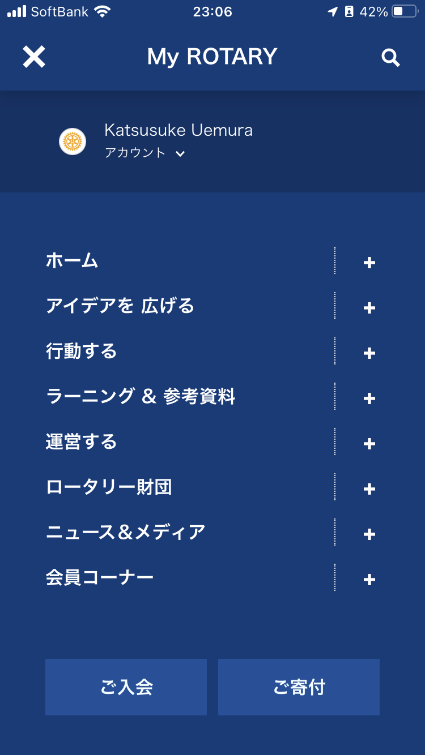 SoftBank 23:06 42%
My ROTARY
Katsusuke Uemura
アカウント
ホーム
アイデアを 広げる
行動する
ラーニング & 参考資料
運営する
ロータリー財団
ニュース&メディア
会員コーナー
ご入会 ご寄付